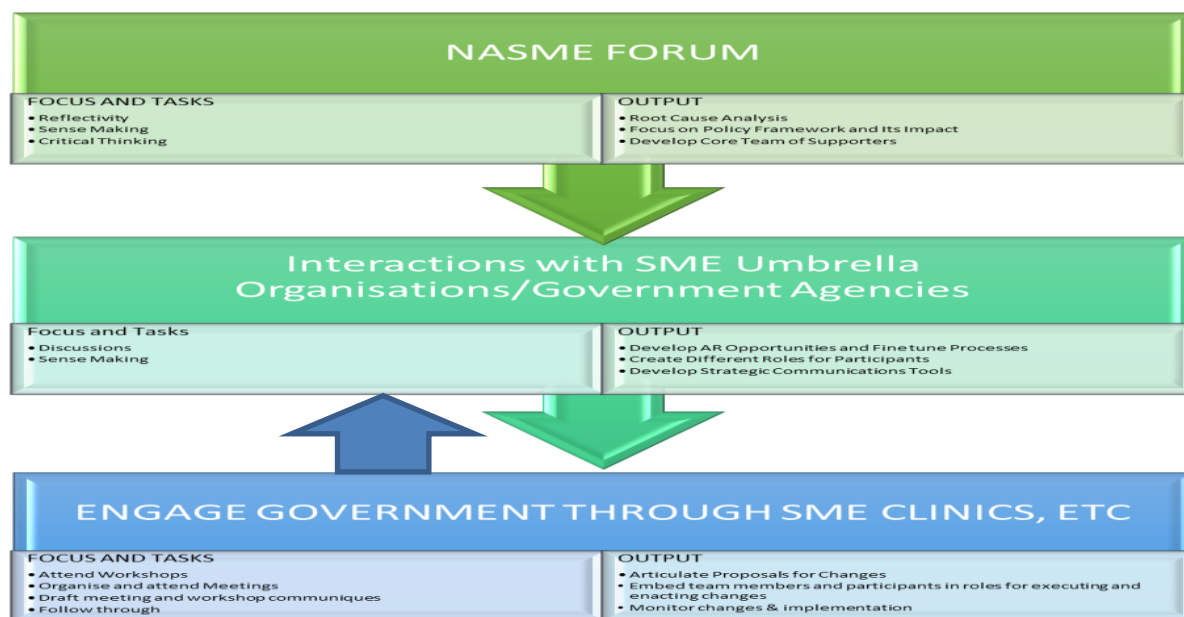 NASME FORUM
FOCUS AND TASKS
• Reflectivity
• Sense Making
• Critical Thinking
OUTPUT
• Root Cause Analysis
• Focus on Policy Framework and Its Impact
• Develop Core Team of Supporters
Interactions with SME Umbrella
Organisations/Government Agencies
Focus and Tasks
• Discussions
• Sense Making
OUTPUT
• Develop AR Opportunities and Finetune Processes
• Create Different Roles for Participants
• Develop Strategic Communications Tools
ENGAGE GOVERNMENT THROUGH SME CLINICS, ETC
FOCUS AND TASKS
• Attend Workshops
• Organise and attend Meetings
• Draft meeting and workshop communiques
• Follow through
OUTPUT
• Articulate Proposals for Changes
• Embed team members and participants in roles for executing and
enacting changes
• Monitor changes & implementation